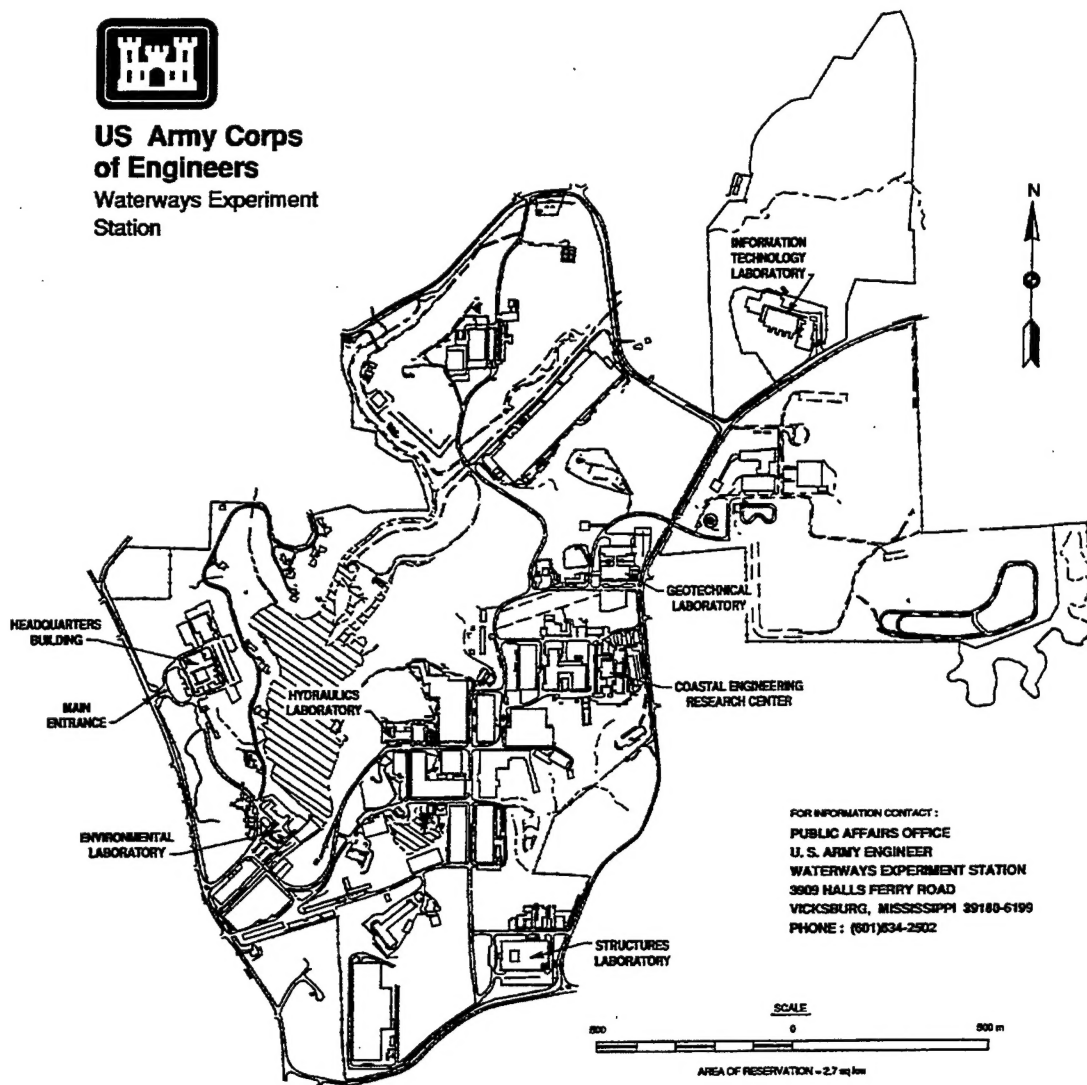 US Army Corps
of Engineers
Waterways Experiment
Station
N
INFORMATION
TECHNOLOGY
LABORATORY
GEOTECHNICAL
LABORATORY
HEADQUARTERS
BUILDING
MAIN
ENTRANCE
HYDRAULICS
LABORATORY
COASTAL ENGINEERING
RESEARCH CENTER
ENVIRONMENTAL
LABORATORY
STRUCTURES
LABORATORY
FOR INFORMATION CONTACT :
PUBLIC AFFAIRS OFFICE
U. S. ARMY ENGINEER
WATERWAYS EXPERIMENT STATION
3909 HALLS FERRY ROAD
VICKSBURG, MISSISSIPPI 39180-6199
PHONE : (601)634-2502
SCALE
500 0 500 m
AREA OF RESERVATION = 2.7 sq km